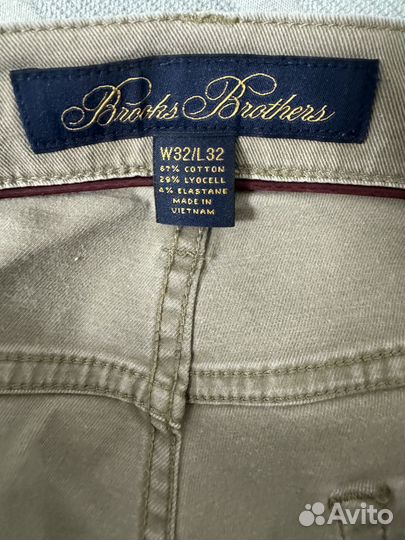 Brooks Brothers
W32/L32
67% COTTON
29% LYOCELL
4% ELASTANE
MADE IN
VIETNAM
Avito